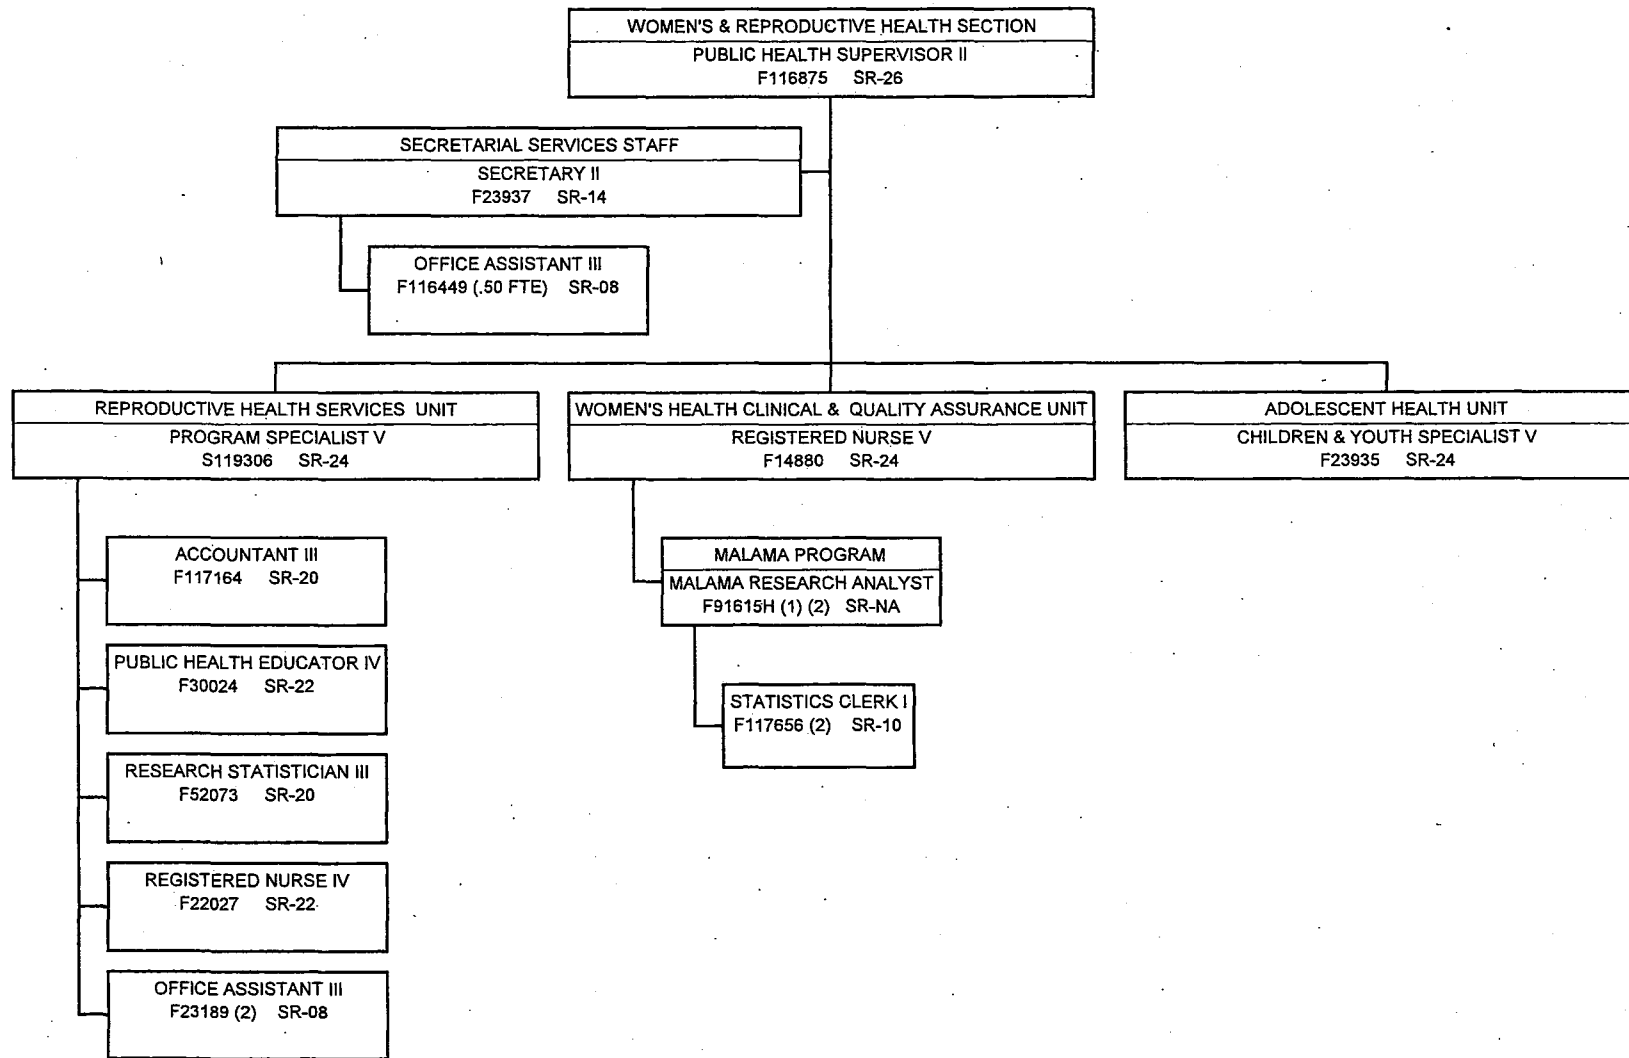 WOMEN'S & REPRODUCTIVE HEALTH SECTION
PUBLIC HEALTH SUPERVISOR II
F116875 SR-26
SECRETARIAL SERVICES STAFF
SECRETARY II
F23937 SR-14
OFFICE ASSISTANT III
F116449 (.50 FTE) SR-08
REPRODUCTIVE HEALTH SERVICES UNIT
PROGRAM SPECIALIST V
S119306 SR-24
WOMEN'S HEALTH CLINICAL & QUALITY ASSURANCE UNIT
REGISTERED NURSE V
F14880 SR-24
ADOLESCENT HEALTH UNIT
CHILDREN & YOUTH SPECIALIST V
F23935 SR-24
ACCOUNTANT III
F117164 SR-20
PUBLIC HEALTH EDUCATOR IV
F30024 SR-22
RESEARCH STATISTICIAN III
F52073 SR-20
REGISTERED NURSE IV
F22027 SR-22
OFFICE ASSISTANT III
F23189 (2) SR-08
MALAMA PROGRAM
MALAMA RESEARCH ANALYST
F91615H (1) (2) SR-NA
STATISTICS CLERK I
F117656 (2) SR-10